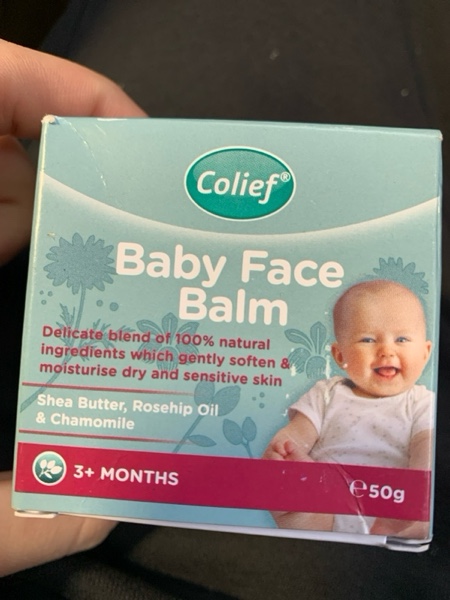 Colief®
Baby Face
Balm
Delicate blend of 100% natural
ingredients which gently soften &
moisturise dry and sensitive skin
Shea Butter, Rosehip Oil
& Chamomile
3+ MONTHS
℮50g